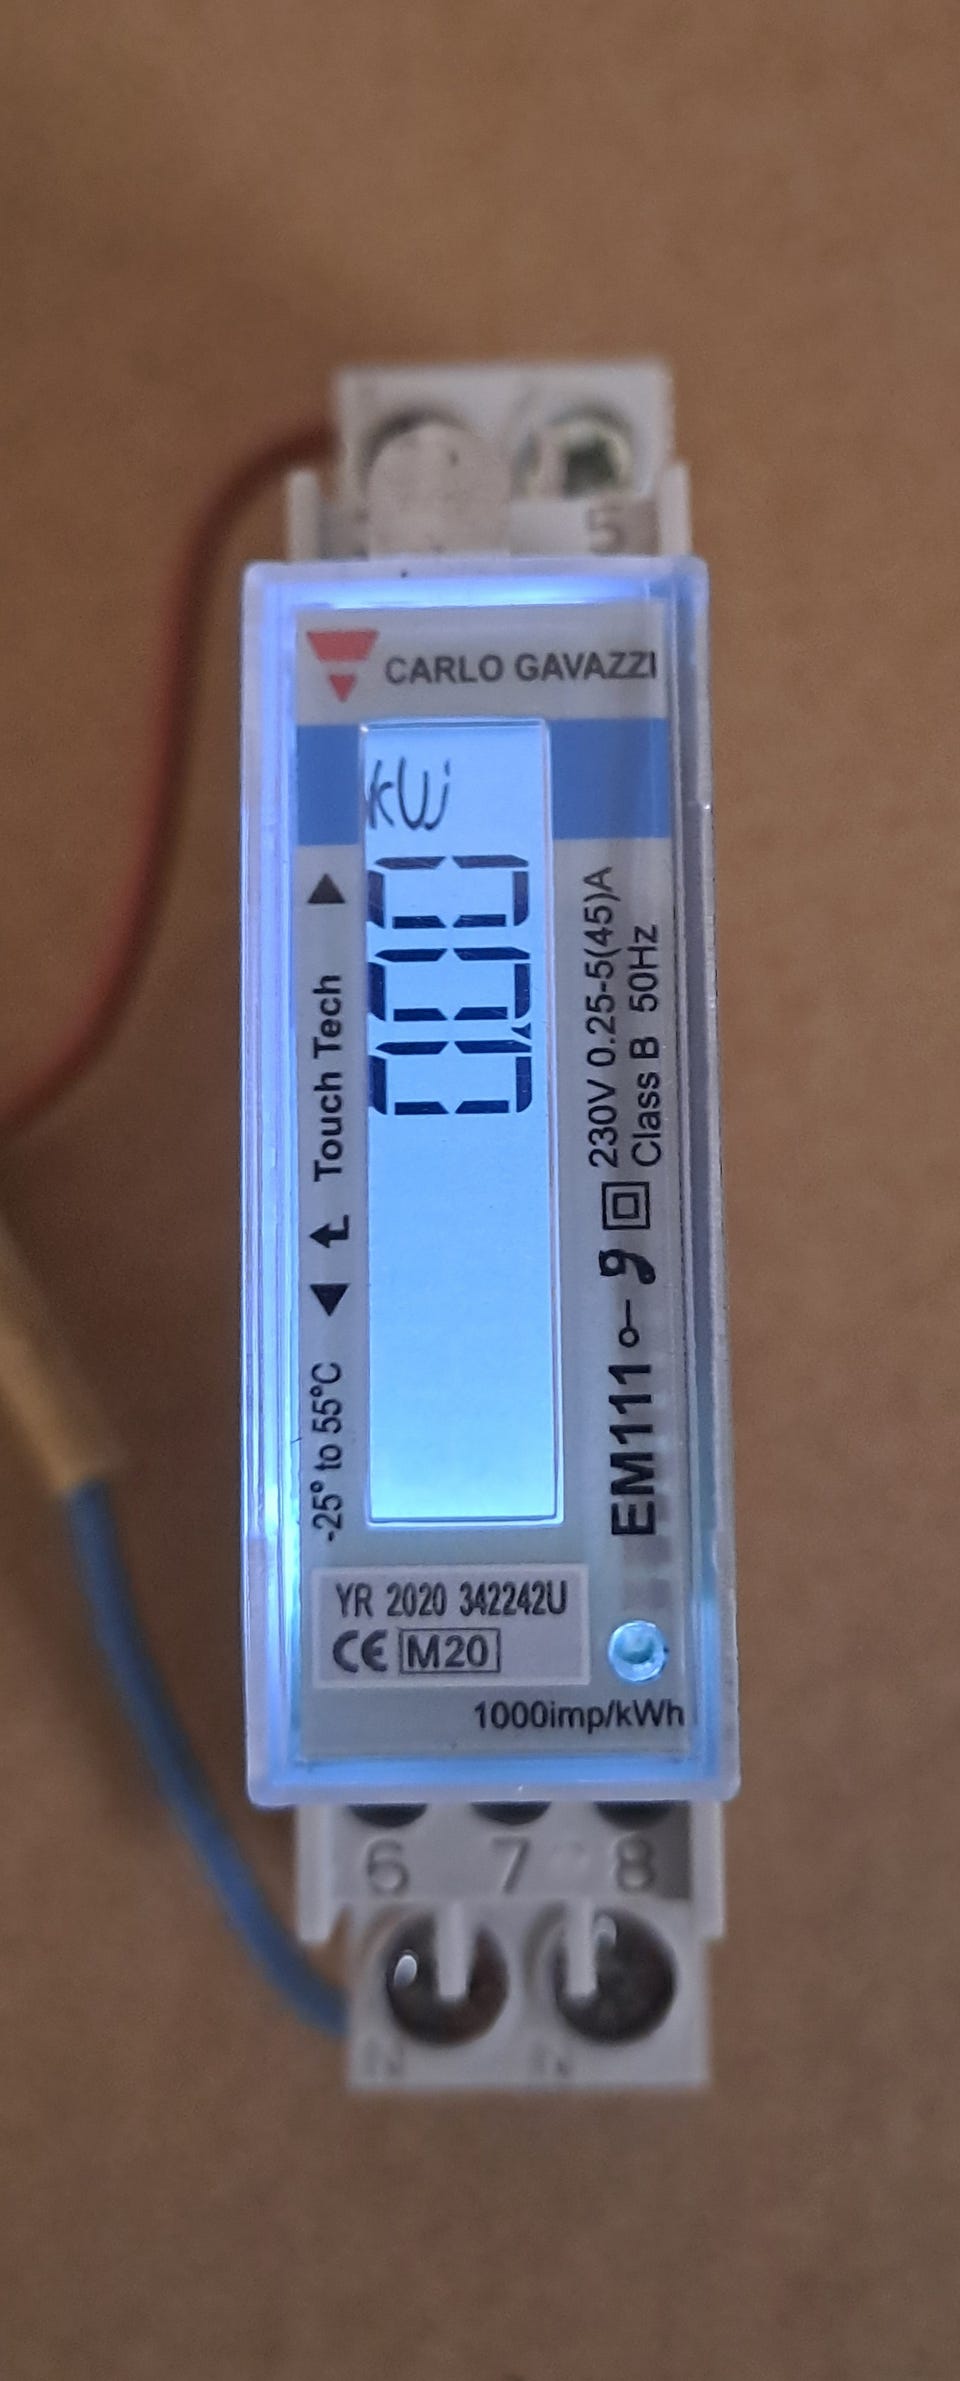 5
CARLO GAVAZZI
kW
0.00
Touch Tech
-25° to 55°C
230V 0.25-5(45)A
Class B 50Hz
EM111
YR 2020 342242U
CE M20
1000imp/kWh
6 7 8
N N